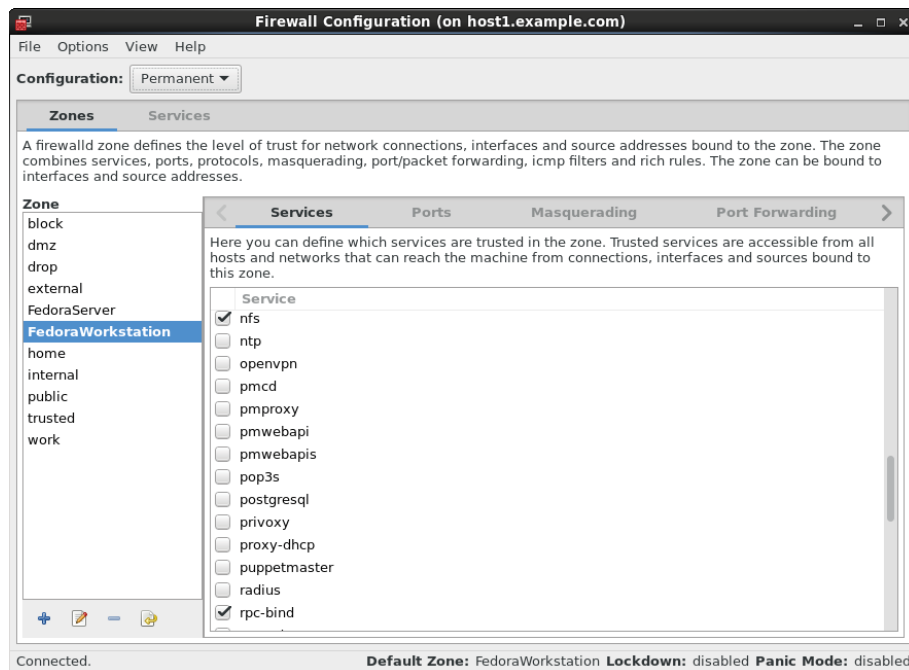 Firewall Configuration (on host1.example.com)
File Options View Help
Configuration: Permanent
Zones Services
A firewalld zone defines the level of trust for network connections, interfaces and source addresses bound to the zone. The zone
combines services, ports, protocols, masquerading, port/packet forwarding, icmp filters and rich rules. The zone can be bound to
interfaces and source addresses.
Zone
block
dmz
drop
external
FedoraServer
FedoraWorkstation
home
internal
public
trusted
work
Services Ports Masquerading Port Forwarding
Here you can define which services are trusted in the zone. Trusted services are accessible from all
hosts and networks that can reach the machine from connections, interfaces and sources bound to
this zone.
Service
nfs
ntp
openvpn
pmcd
pmproxy
pmwebapi
pmwebapis
pop3s
postgresql
privoxy
proxy-dhcp
puppetmaster
radius
rpc-bind
Connected.
Default Zone: FedoraWorkstation Lockdown: disabled Panic Mode: disabled